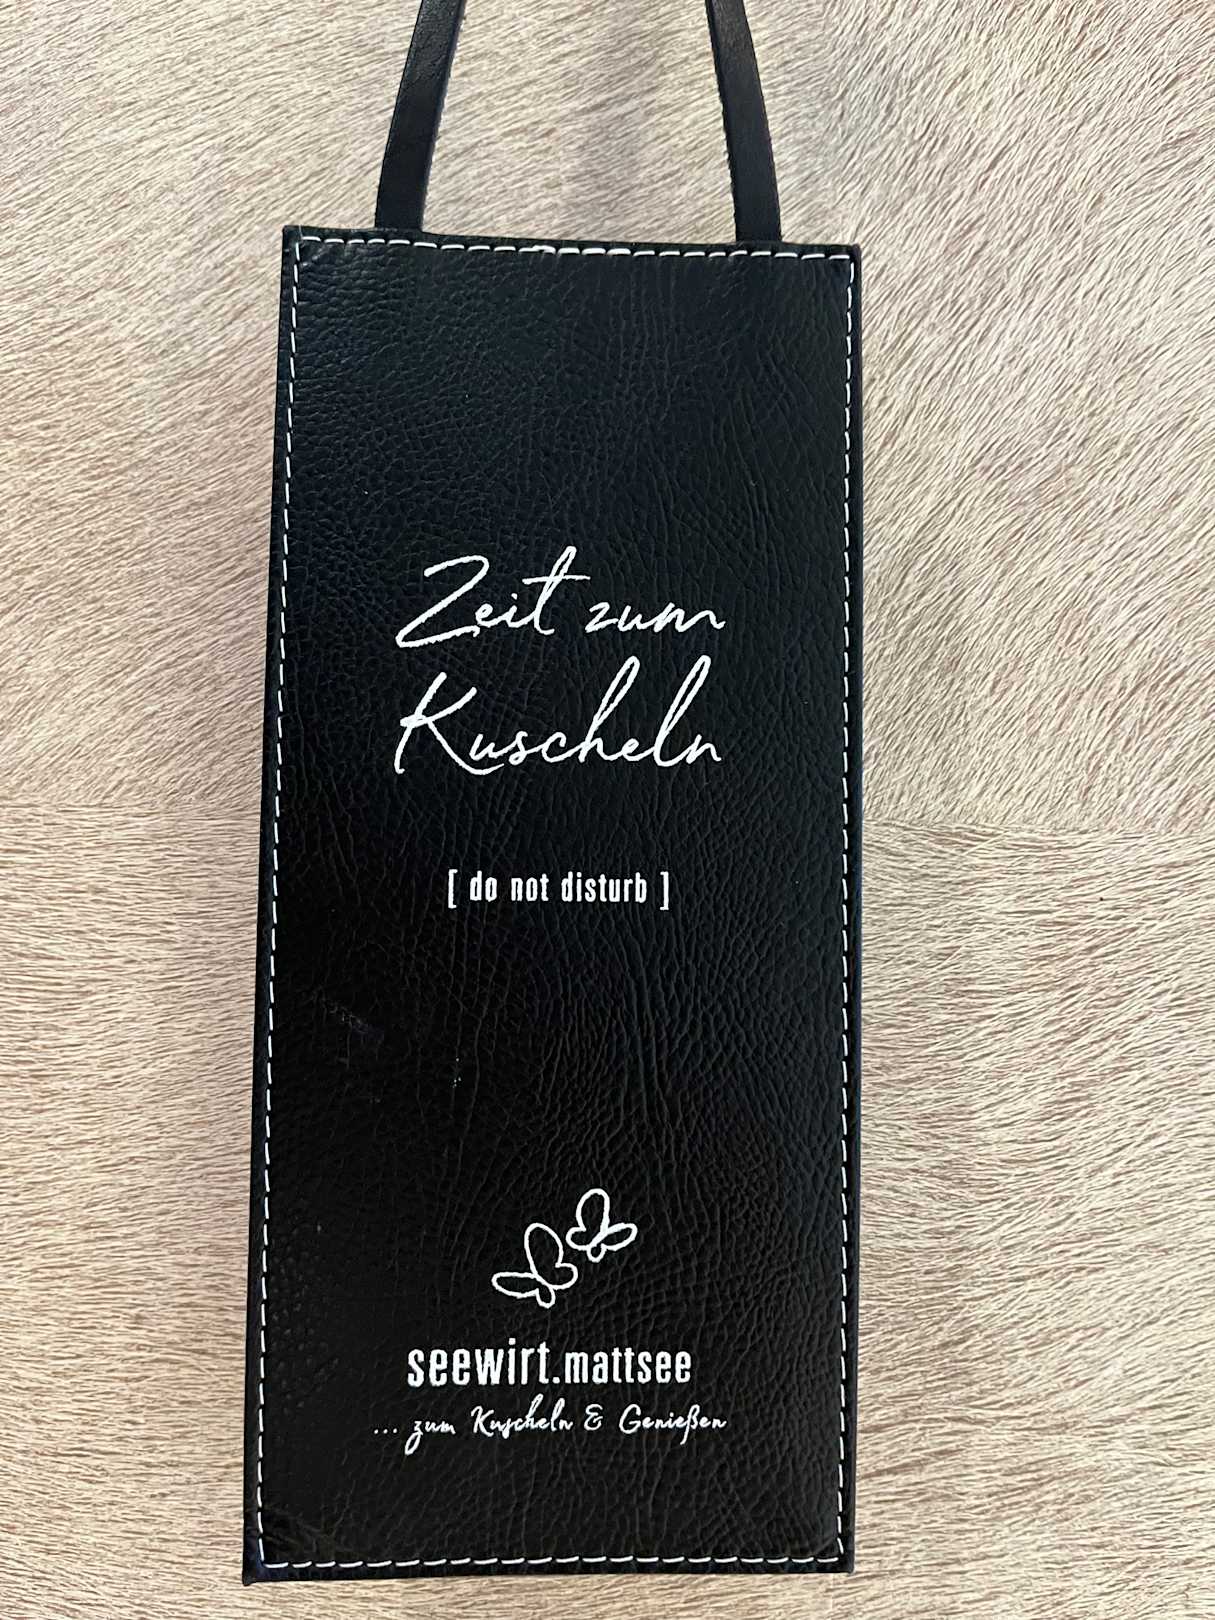 Zeit zum
Kuscheln
[ do not disturb ]
seewirt.mattsee
... zum Kuscheln & Genießen